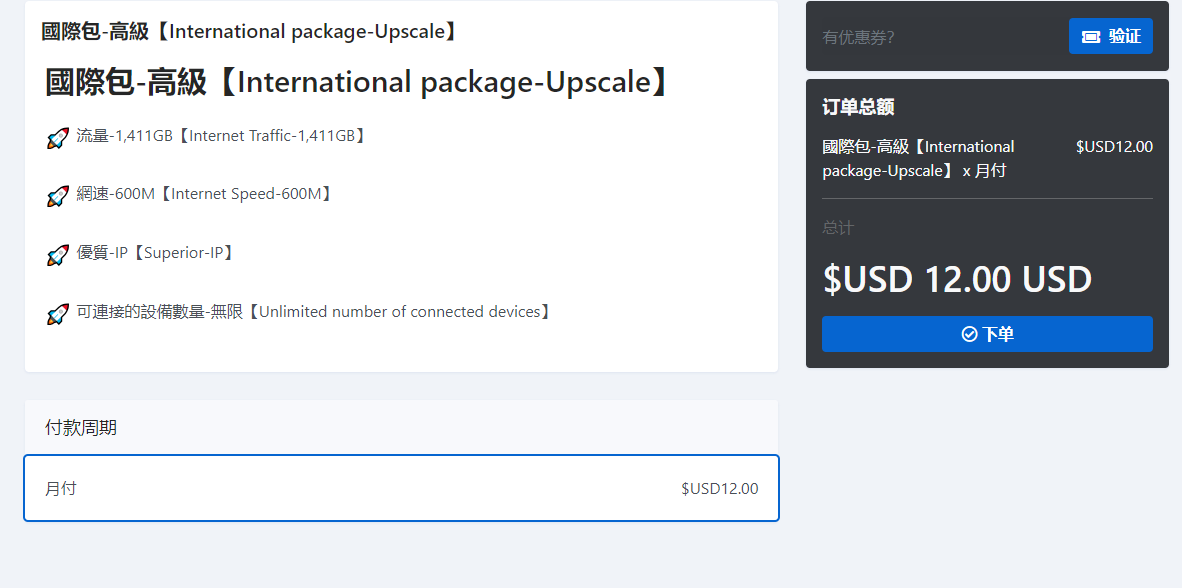 國際包-高級【International package-Upscale】
國際包-高級【International package-Upscale】
流量-1,411GB【Internet Traffic-1,411GB】
網速-600M【Internet Speed-600M】
優質-IP【Superior-IP】
可連接的設備數量-無限【Unlimited number of connected devices】
付款周期
月付 $USD12.00
有优惠券?
验证
订单总额
國際包-高級【International $USD12.00
package-Upscale】 x 月付
总计
$USD 12.00 USD
下单